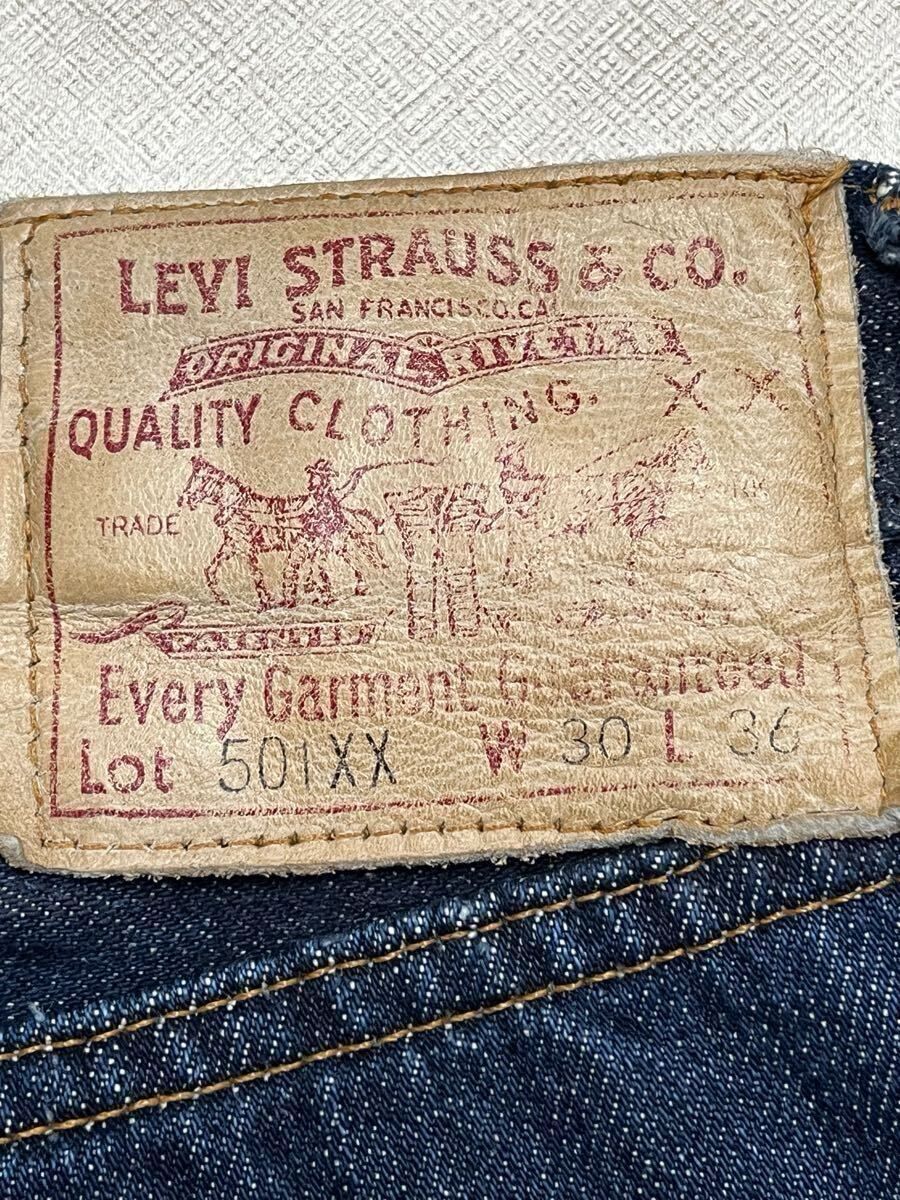 LEVI STRAUSS & CO.
SAN FRANCISCO, CAL
ORIGINAL RIVETED
QUALITY CLOTHING. XX
TRADE
Every Garment Guaranteed
Lot 501XX W 30 L 36